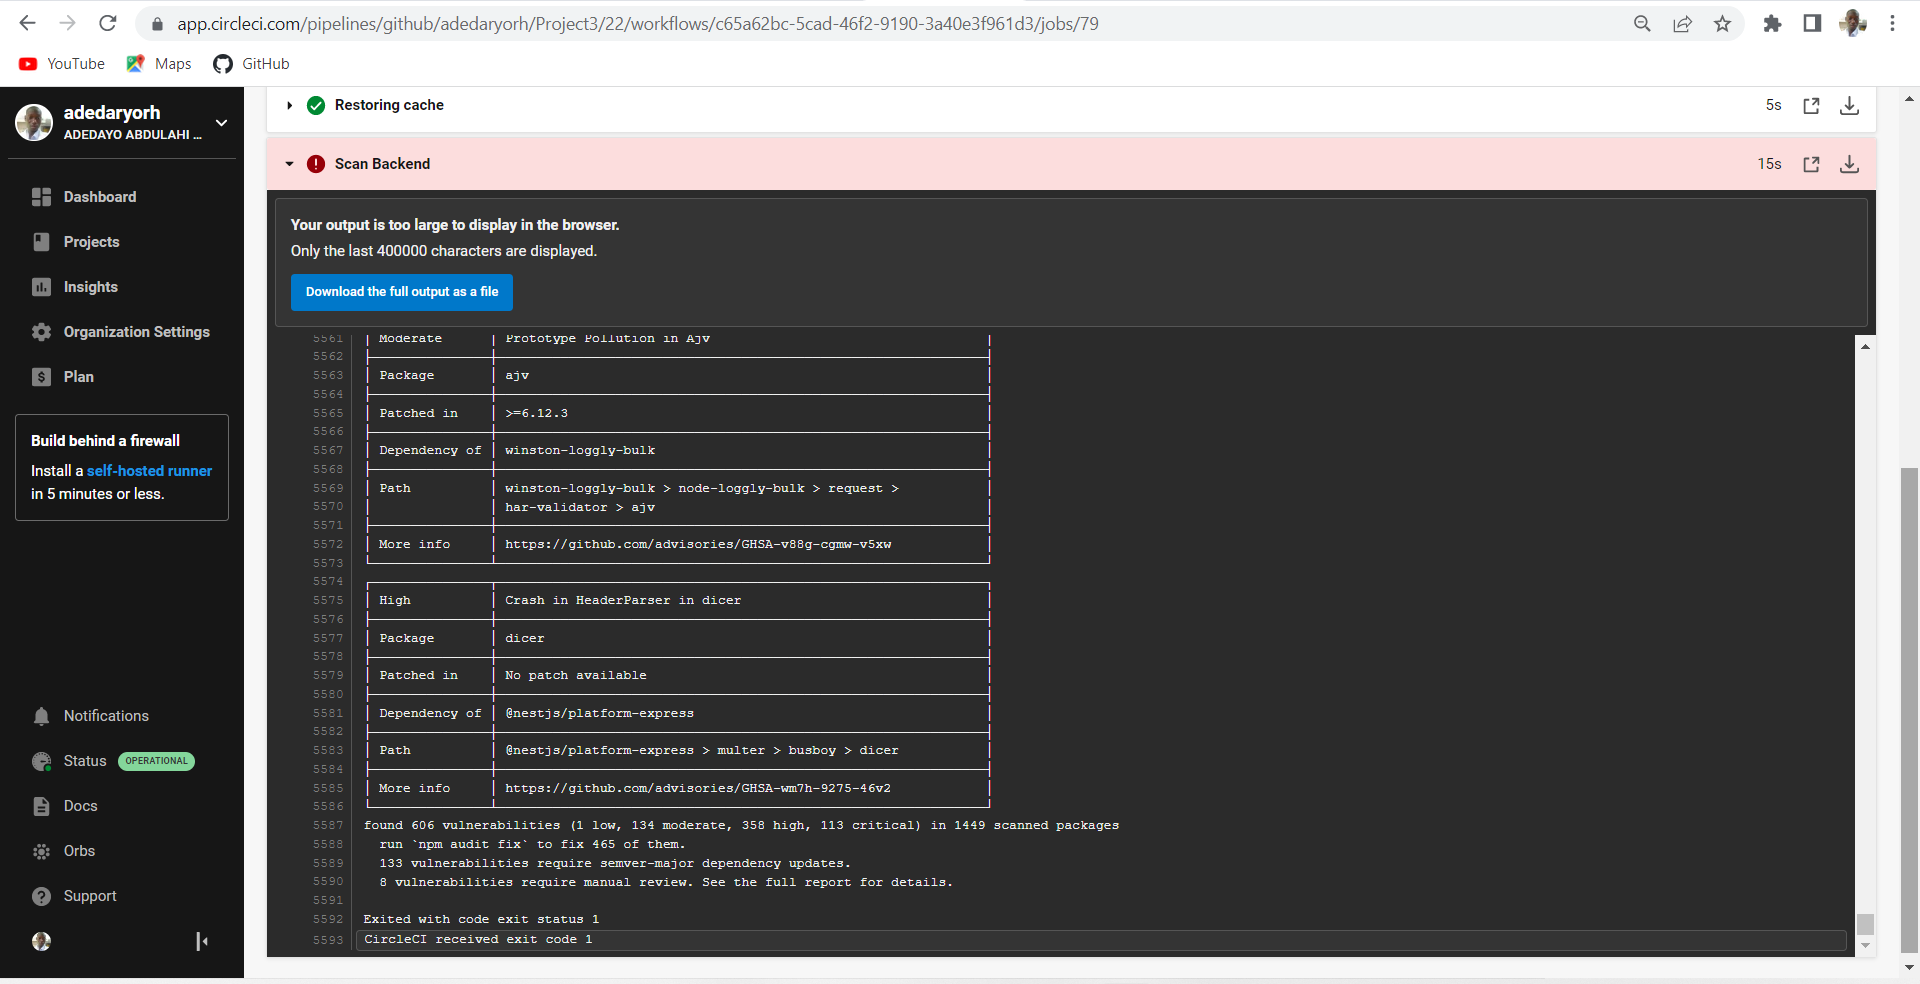 app.circleci.com/pipelines/github/adedaryorh/Project3/22/workflows/c65a62bc-5cad-46f2-9190-3a40e3f961d3/jobs/79
YouTube Maps GitHub
adedaryorh
ADEDAYO ABDULAHI ...
Dashboard
Projects
Insights
Organization Settings
Plan
Build behind a firewall
Install a self-hosted runner
in 5 minutes or less.
Notifications
Status OPERATIONAL
Docs
Orbs
Support
Restoring cache 5s
Scan Backend 15s
Your output is too large to display in the browser.
Only the last 400000 characters are displayed.
Download the full output as a file
5561 Moderate Prototype Pollution in Ajv
5562
5563 Package ajv
5564
5565 Patched in >=6.12.3
5566
5567 Dependency of winston-loggly-bulk
5568
5569 Path winston-loggly-bulk > node-loggly-bulk > request >
5570 har-validator > ajv
5571
5572 More info https://github.com/advisories/GHSA-v88g-cgmw-v5xw
5573
5574
5575 High Crash in HeaderParser in dicer
5576
5577 Package dicer
5578
5579 Patched in No patch available
5580
5581 Dependency of @nestjs/platform-express
5582
5583 Path @nestjs/platform-express > multer > busboy > dicer
5584
5585 More info https://github.com/advisories/GHSA-wm7h-9275-46v2
5586
5587 found 606 vulnerabilities (1 low, 134 moderate, 358 high, 113 critical) in 1449 scanned packages
5588 run `npm audit fix` to fix 465 of them.
5589 133 vulnerabilities require semver-major dependency updates.
5590 8 vulnerabilities require manual review. See the full report for details.
5591
5592 Exited with code exit status 1
5593 CircleCI received exit code 1